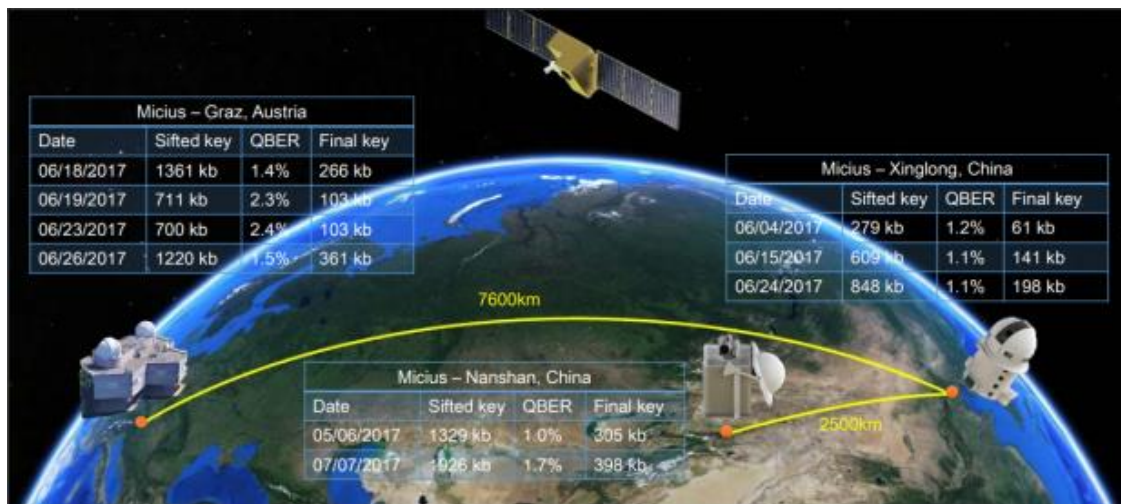 Micius – Graz, Austria
Date Sifted key QBER Final key
06/18/2017 1361 kb 1.4% 266 kb
06/19/2017 711 kb 2.3% 103 kb
06/23/2017 700 kb 2.4% 103 kb
06/26/2017 1220 kb 1.5% 361 kb
Micius – Xinglong, China
Date Sifted key QBER Final key
06/04/2017 279 kb 1.2% 61 kb
06/15/2017 609 kb 1.1% 141 kb
06/24/2017 848 kb 1.1% 198 kb
7600km
Micius – Nanshan, China
Date Sifted key QBER Final key
05/06/2017 1329 kb 1.0% 305 kb
07/07/2017 1926 kb 1.7% 398 kb
2500km